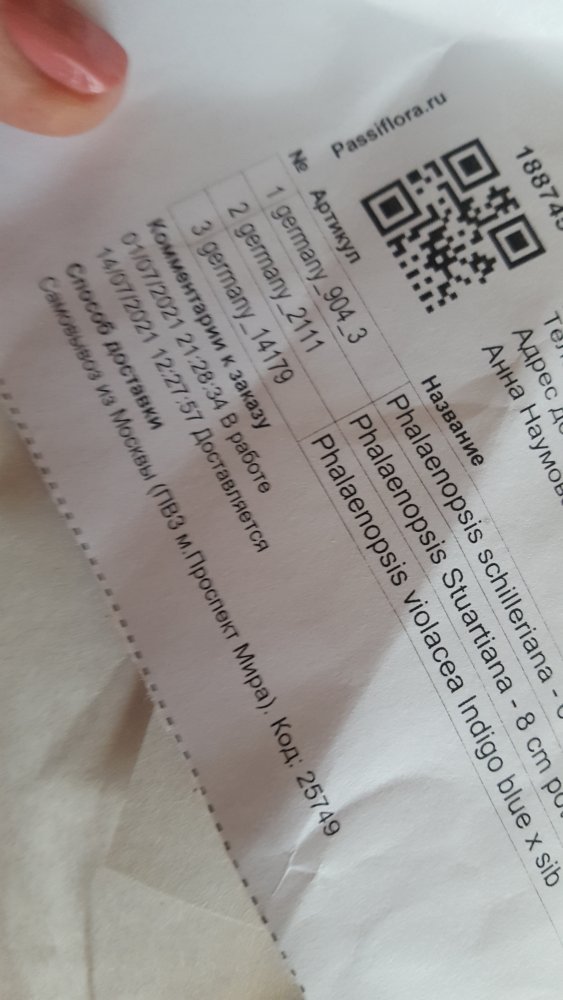 Passiflora.ru
188749
Тел
Адрес
Анна
№ Артикул Название
1 germany_904_3 Phalaenopsis schilleriana -
2 germany_2111 Phalaenopsis Stuartiana - 8 cm
3 germany_14179 Phalaenopsis violacea Indigo blue x sib
Комментарии к заказу
01/07/2021 21:28:34 В работе
14/07/2021 12:27:57 Доставляется
Способ доставки
Самовывоз из Москвы (ПВЗ м.Проспект Мира). Код: 25749